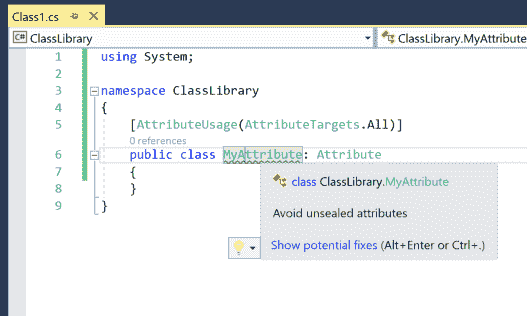 Class1.cs
C# ClassLibrary ClassLibrary.MyAttribute
1 using System;
2
3 namespace ClassLibrary
4 {
5 [AttributeUsage(AttributeTargets.All)]
0 references
6 public class MyAttribute: Attribute
7 {
8 }
9 }
class ClassLibrary.MyAttribute
Avoid unsealed attributes
Show potential fixes (Alt+Enter or Ctrl+.)